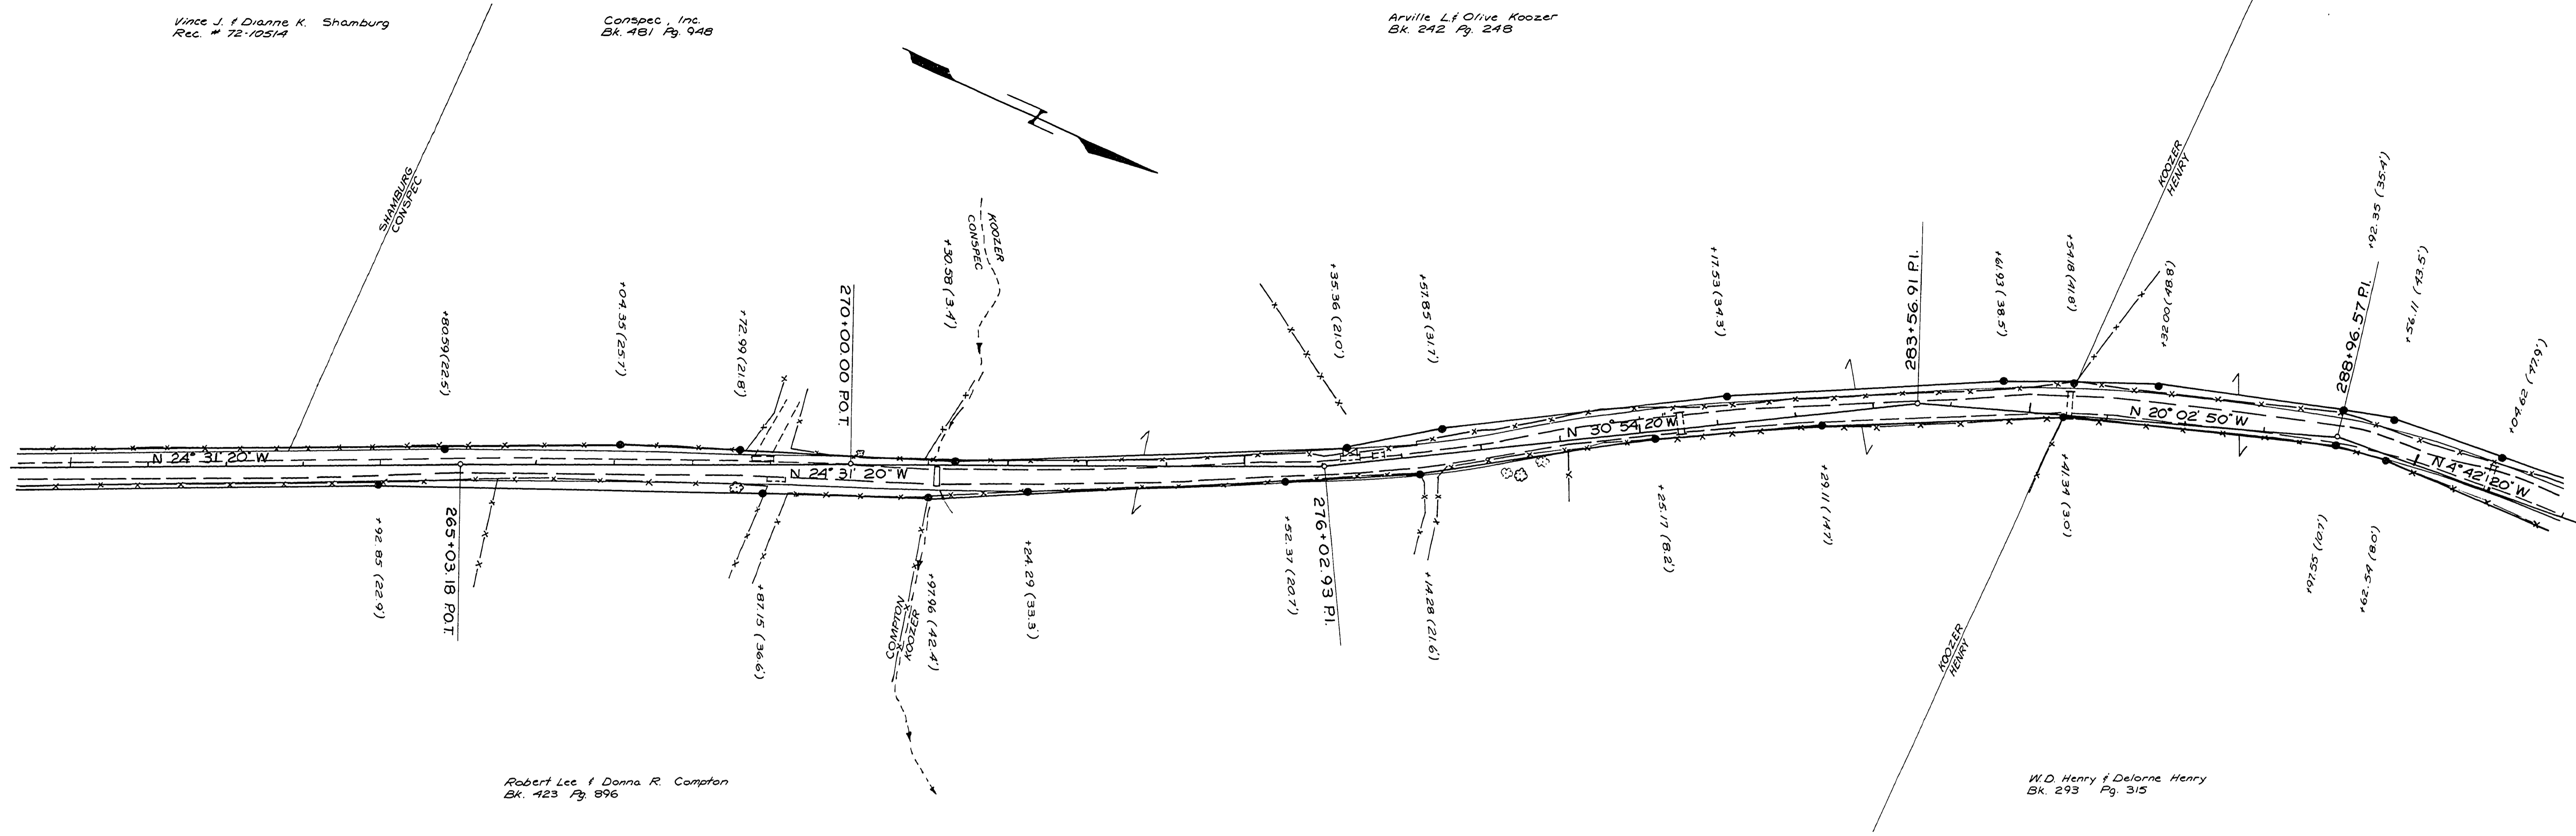 Vince J. & Dianne K. Shamburg
Rec. # 72-10514
Conspec, Inc.
Bk. 481 Pg. 948
Arville L. & Olive Koozer
Bk. 242 Pg. 248
N
SHAMBURG
CONSPEC
KOOZER
CONSPEC
KOOZER
HENRY
+80.59 (22.5')
+04.35 (25.7')
+72.99 (21.8')
270+00.00 P.O.T.
+30.58 (3.4')
+35.36 (21.0')
+57.85 (31.7')
+17.53 (34.3')
283+56.91 P.I.
+61.93 (38.5')
+54.18 (41.8')
+32.00 (48.8')
288+96.57 P.I.
+92.35 (35.4')
+56.11 (43.5')
+04.62 (47.9')
N 24° 31' 20" W
N 24° 31' 20" W
N 30° 54' 20" W
N 20° 02' 50" W
N 4° 42' 20" W
+92.85 (22.9')
265+03.18 P.O.T.
+87.15 (36.6')
COMPTON
KOOZER
+97.96 (42.4')
+24.29 (33.3')
+52.37 (20.7')
276+02.93 P.I.
+14.28 (21.6')
+25.17 (8.2')
+29.11 (14.7')
KOOZER
HENRY
+41.34 (3.0')
+97.55 (10.7')
+62.54 (8.0')
Robert Lee & Donna R. Compton
Bk. 423 Pg. 896
W.D. Henry & Delorne Henry
Bk. 293 Pg. 315